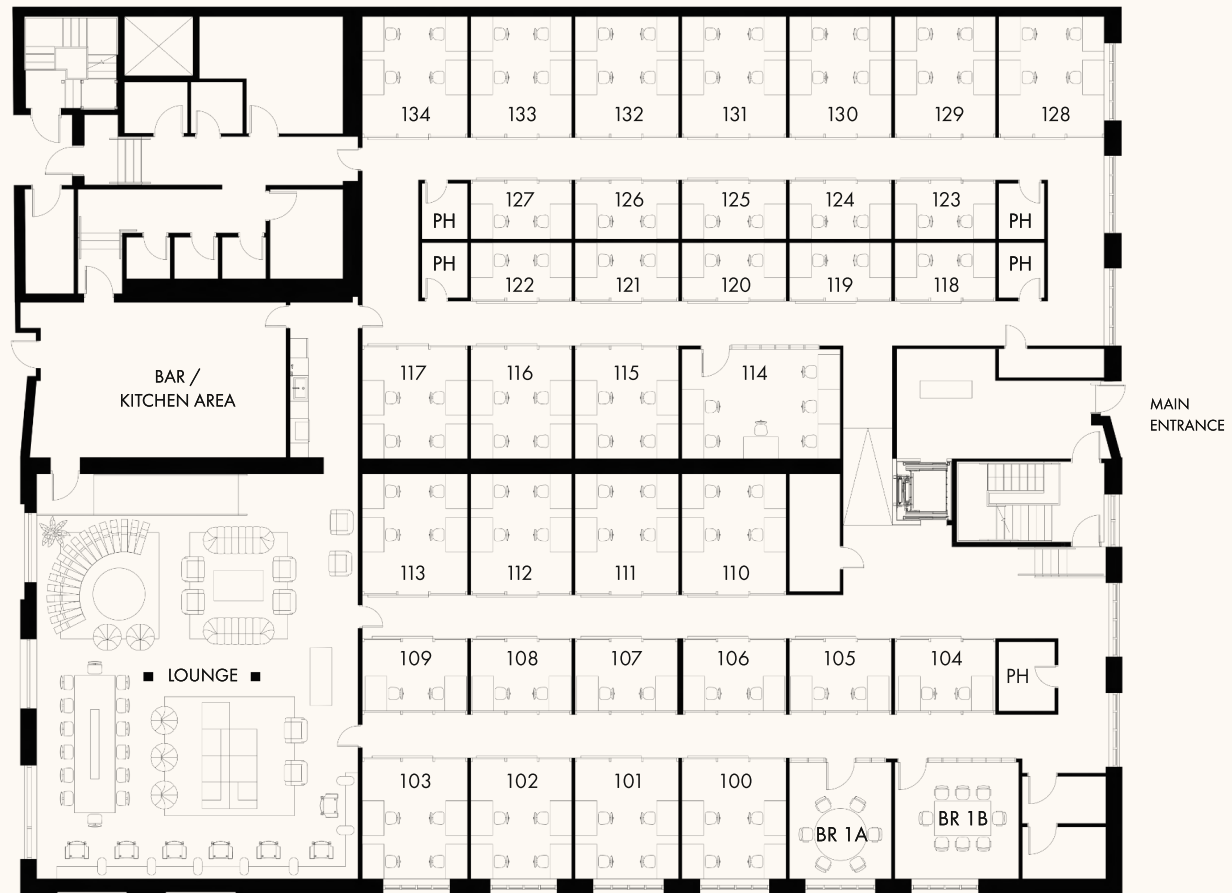 134 133 132 131 130 129 128
127 126 125 124 123
PH PH
PH PH
122 121 120 119 118
117 116 115 114
BAR /
KITCHEN AREA
MAIN
ENTRANCE
113 112 111 110
109 108 107 106 105 104
LOUNGE PH
103 102 101 100
BR 1A BR 1B